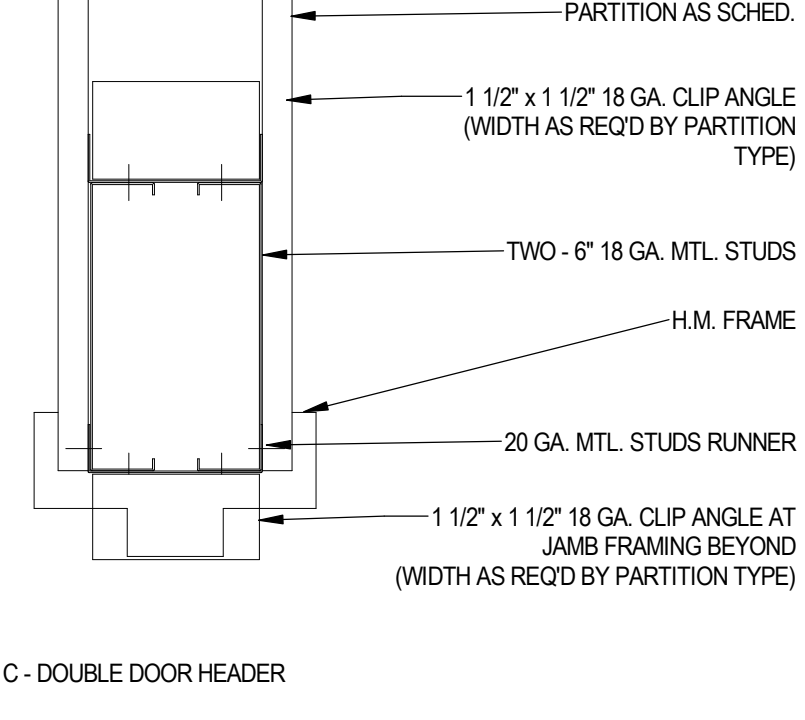 PARTITION AS SCHED.
1 1/2" x 1 1/2" 18 GA. CLIP ANGLE
(WIDTH AS REQ'D BY PARTITION
TYPE)
TWO - 6" 18 GA. MTL. STUDS
H.M. FRAME
20 GA. MTL. STUDS RUNNER
1 1/2" x 1 1/2" 18 GA. CLIP ANGLE AT
JAMB FRAMING BEYOND
(WIDTH AS REQ'D BY PARTITION TYPE)
C - DOUBLE DOOR HEADER